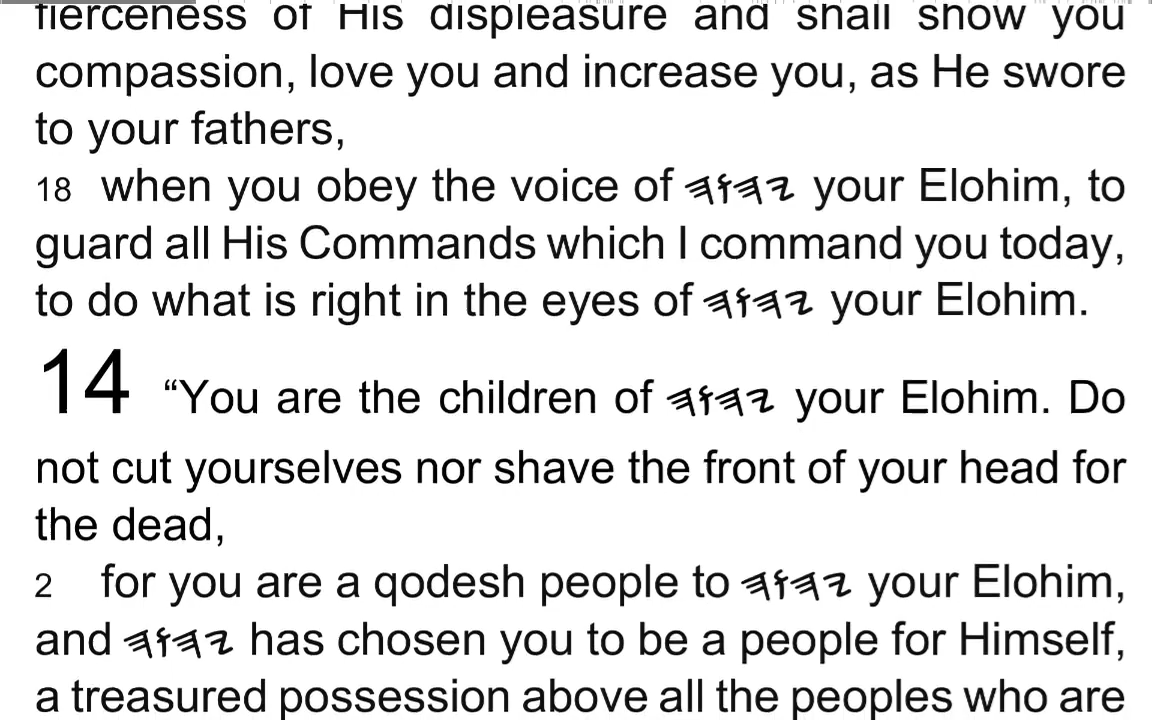 fierceness of His displeasure and shall show you
compassion, love you and increase you, as He swore
to your fathers,
18 when you obey the voice of 𐤉𐤄𐤅𐤄 your Elohim, to
guard all His Commands which I command you today,
to do what is right in the eyes of 𐤉𐤄𐤅𐤄 your Elohim.
14 “You are the children of 𐤉𐤄𐤅𐤄 your Elohim. Do
not cut yourselves nor shave the front of your head for
the dead,
2 for you are a qodesh people to 𐤉𐤄𐤅𐤄 your Elohim,
and 𐤉𐤄𐤅𐤄 has chosen you to be a people for Himself,
a treasured possession above all the peoples who are